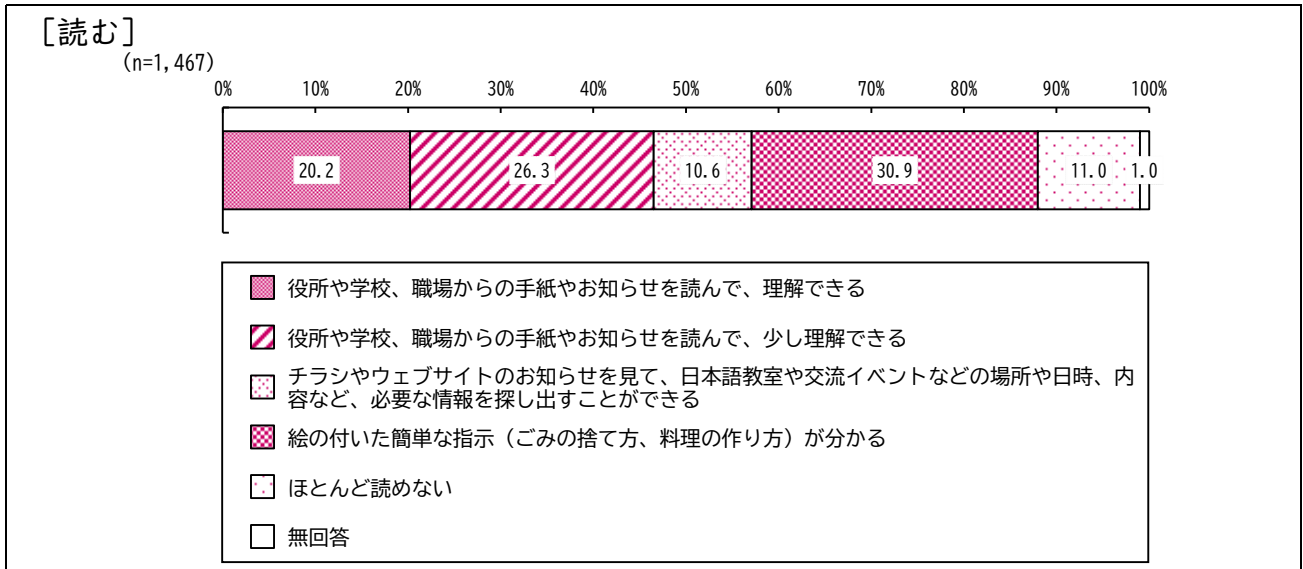 ［読む］
(n=1,467)
0% 10% 20% 30% 40% 50% 60% 70% 80% 90% 100%
20.2 26.3 10.6 30.9 11.0 1.0
役所や学校、職場からの手紙やお知らせを読んで、理解できる
役所や学校、職場からの手紙やお知らせを読んで、少し理解できる
チラシやウェブサイトのお知らせを見て、日本語教室や交流イベントなどの場所や日時、内
容など、必要な情報を探し出すことができる
絵の付いた簡単な指示（ごみの捨て方、料理の作り方）が分かる
ほとんど読めない
無回答